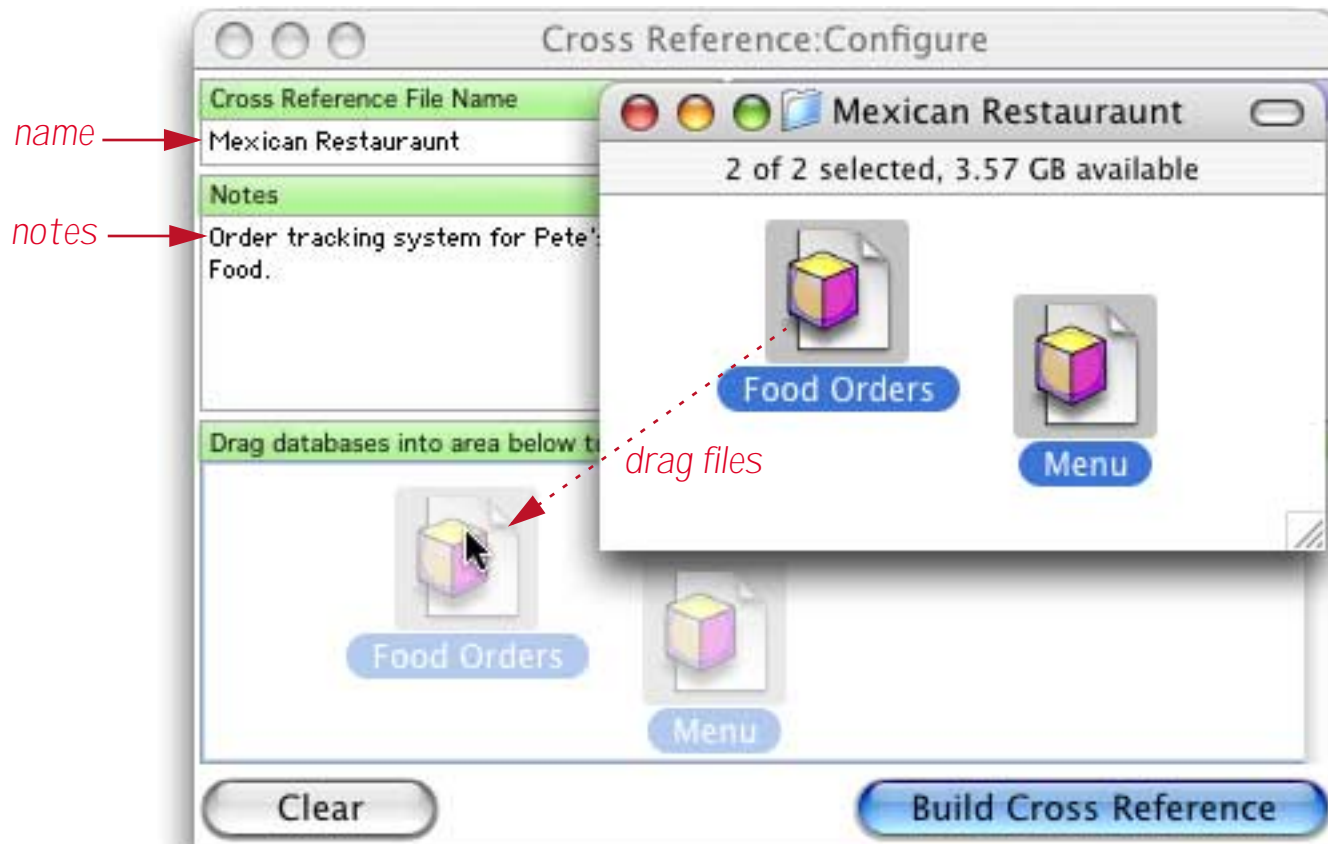 Cross Reference:Configure
Cross Reference File Name
name
Mexican Restauraunt
Notes
notes
Order tracking system for Pete's
Food.
Mexican Restauraunt
2 of 2 selected, 3.57 GB available
Food Orders
Menu
Drag databases into area below
drag files
Food Orders
Menu
Clear
Build Cross Reference